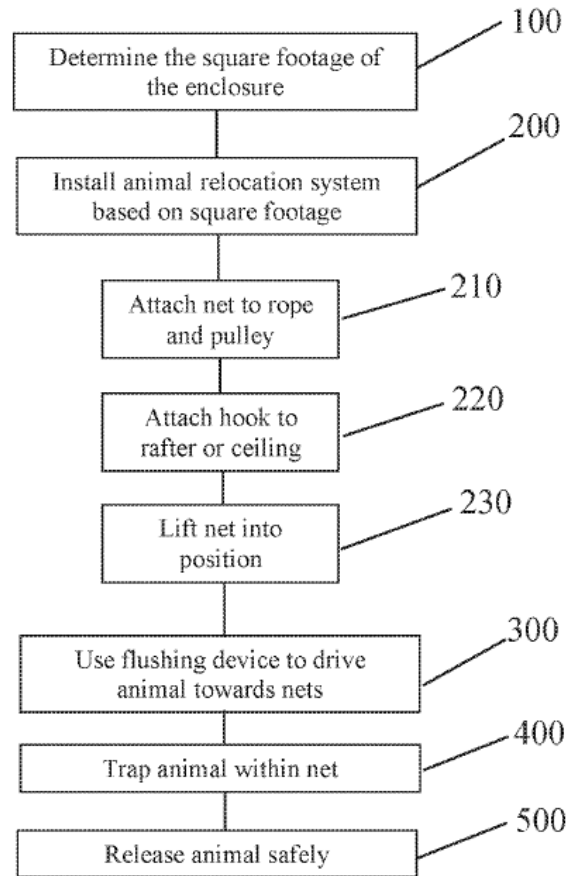 100
Determine the square footage of
the enclosure
200
Install animal relocation system
based on square footage
210
Attach net to rope
and pulley
220
Attach hook to
rafter or ceiling
230
Lift net into
position
300
Use flushing device to drive
animal towards nets
400
Trap animal within net
500
Release animal safely